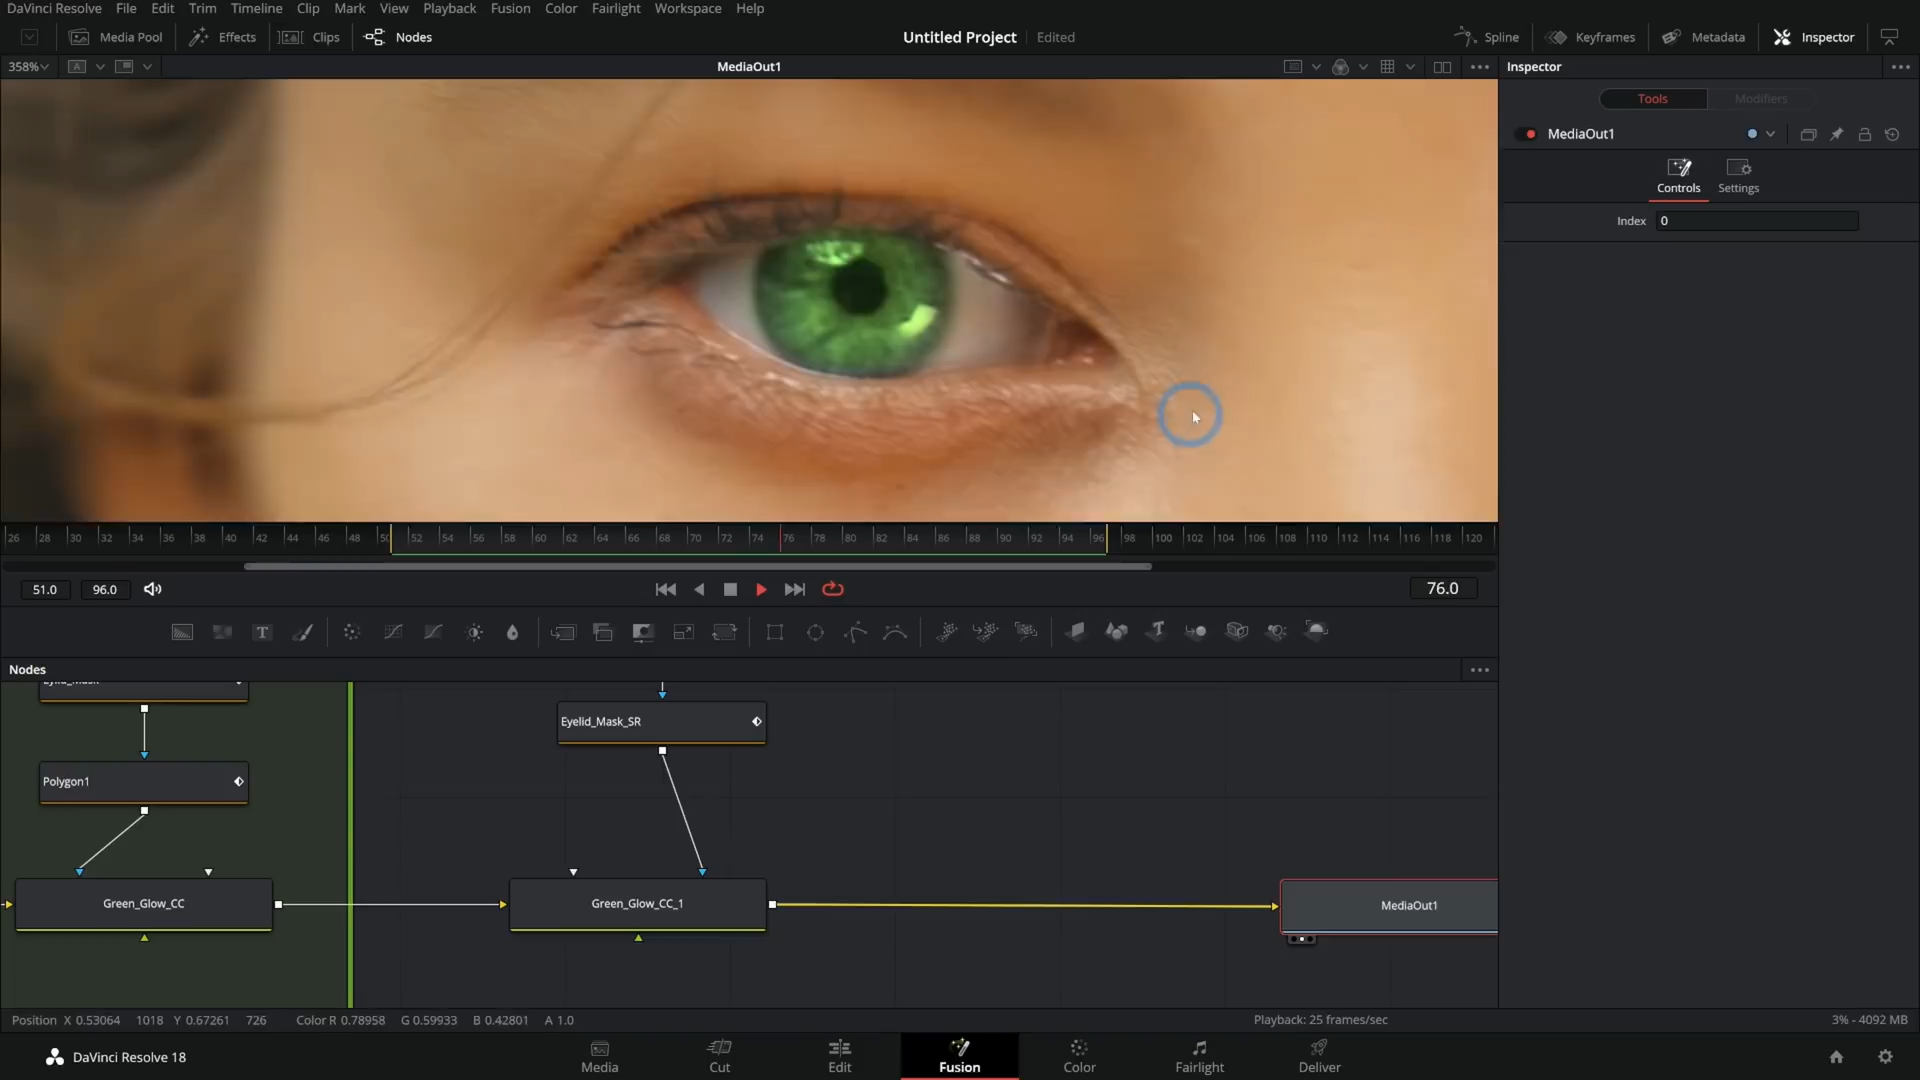 DaVinci Resolve File Edit Trim Timeline Clip Mark View Playback Fusion Color Fairlight Workspace Help
Media Pool Effects Clips Nodes Untitled Project Edited Spline Keyframes Metadata Inspector
358% A MediaOut1 Inspector
Tools Modifiers
MediaOut1
Controls Settings
Index 0
26 28 30 32 34 36 38 40 42 44 46 48 50 52 54 56 58 60 62 64 66 68 70 72 74 76 78 80 82 84 86 88 90 92 94 96 98 100 102 104 106 108 110 112 114 116 118 120
51.0 96.0 76.0
T T
Nodes
Eyelid_Mask_SR
Polygon1
Green_Glow_CC Green_Glow_CC_1 MediaOut1
Position X 0.53064 1018 Y 0.67261 726 Color R 0.78958 G 0.59933 B 0.42801 A 1.0 Playback: 25 frames/sec 3% - 4092 MB
DaVinci Resolve 18 Media Cut Edit Fusion Color Fairlight Deliver